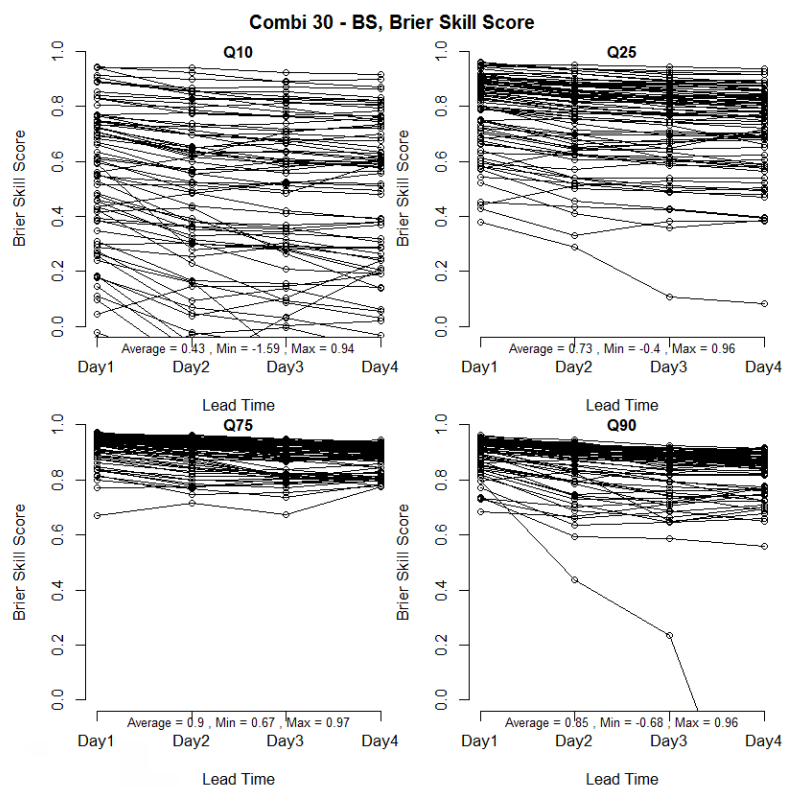 Combi 30 - BS, Brier Skill Score
Q10
Brier Skill Score
0.0 0.2 0.4 0.6 0.8 1.0
Average = 0.43 , Min = -1.59 , Max = 0.94
Day1 Day2 Day3 Day4
Lead Time
Q25
Brier Skill Score
0.0 0.2 0.4 0.6 0.8 1.0
Average = 0.73 , Min = -0.4 , Max = 0.96
Day1 Day2 Day3 Day4
Lead Time
Q75
Brier Skill Score
0.0 0.2 0.4 0.6 0.8 1.0
Average = 0.9 , Min = 0.67 , Max = 0.97
Day1 Day2 Day3 Day4
Lead Time
Q90
Brier Skill Score
0.0 0.2 0.4 0.6 0.8 1.0
Average = 0.85 , Min = -0.68 , Max = 0.96
Day1 Day2 Day3 Day4
Lead Time